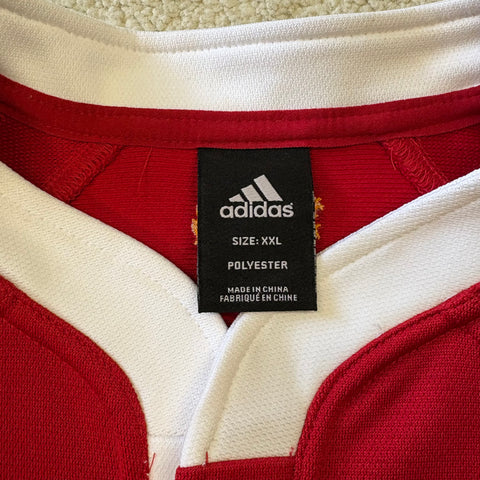 adidas
SIZE: XXL
POLYESTER
MADE IN CHINA
FABRIQUÉ EN CHINE